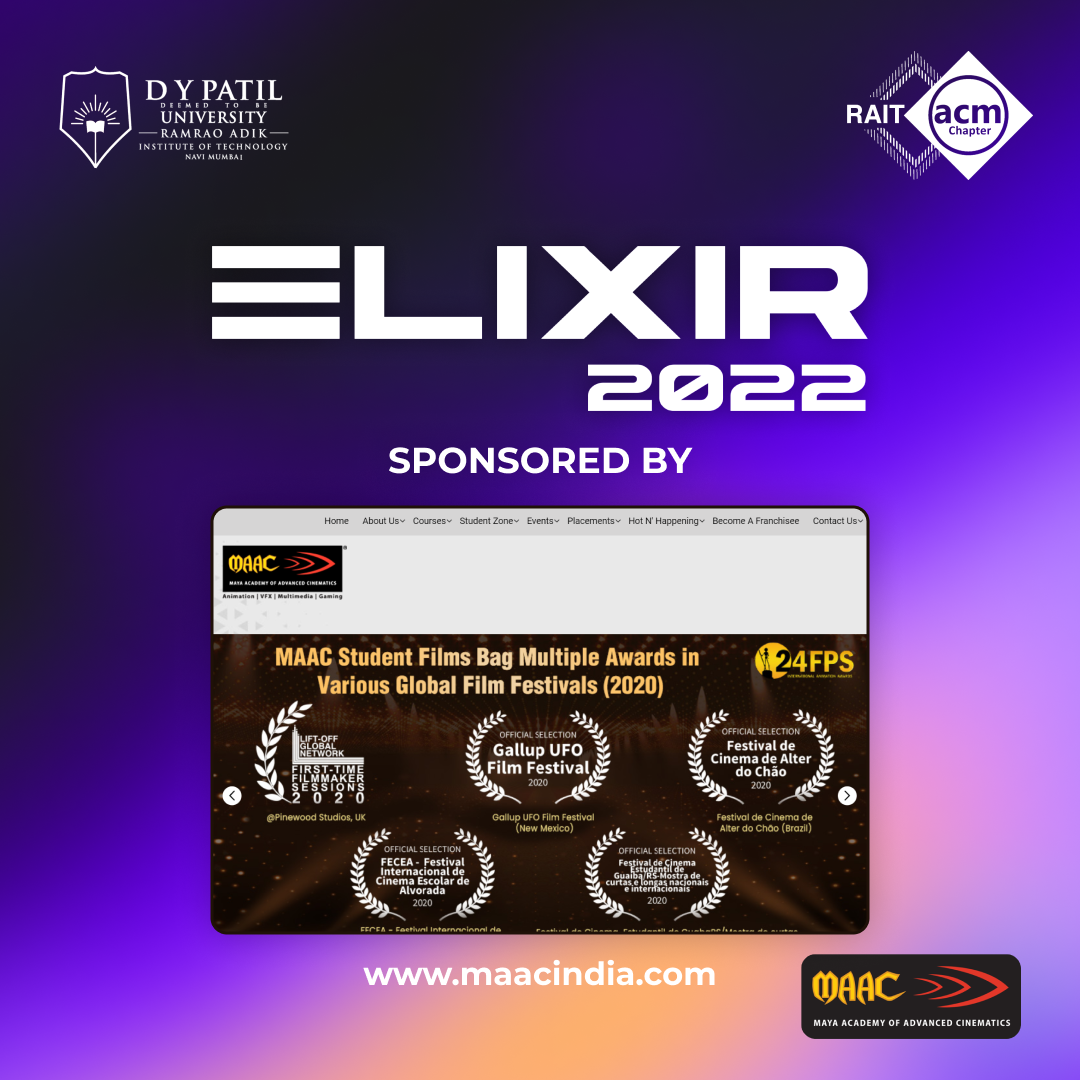 D Y PATIL
DEEMED TO BE
UNIVERSITY
RAMRAO ADIK
INSTITUTE OF TECHNOLOGY
NAVI MUMBAI
RAIT
acm
Chapter
ELIXIR
2022
SPONSORED BY
Home About Us Courses Student Zone Events Placements Hot N' Happening Become A Franchisee Contact Us
MAAC
MAYA ACADEMY OF ADVANCED CINEMATICS
Animation | VFX | Multimedia | Gaming
MAAC Student Films Bag Multiple Awards in
Various Global Film Festivals (2020)
24FPS
INTERNATIONAL ANIMATION AWARDS
LIFT-OFF
GLOBAL
NETWORK
FIRST-TIME
FILMMAKER
SESSIONS
2020
@Pinewood Studios, UK
OFFICIAL SELECTION
Gallup UFO
Film Festival
2020
Gallup UFO Film Festival
(New Mexico)
OFFICIAL SELECTION
Festival de
Cinema de Alter
do Chão
2020
Festival de Cinema de
Alter do Chão (Brazil)
OFFICIAL SELECTION
FECEA - Festival
Internacional de
Cinema Escolar de
Alvorada
2020
FECEA - Festival Internacional de
OFFICIAL SELECTION
Festival de Cinema
Estudantil de
Guaíba/RS-Mostra de
curtas e longas nacionais
e internacionais
2020
Festival de Cinema Estudantil de GuabaRS/Mostra de curtas
www.maacindia.com
MAAC
MAYA ACADEMY OF ADVANCED CINEMATICS